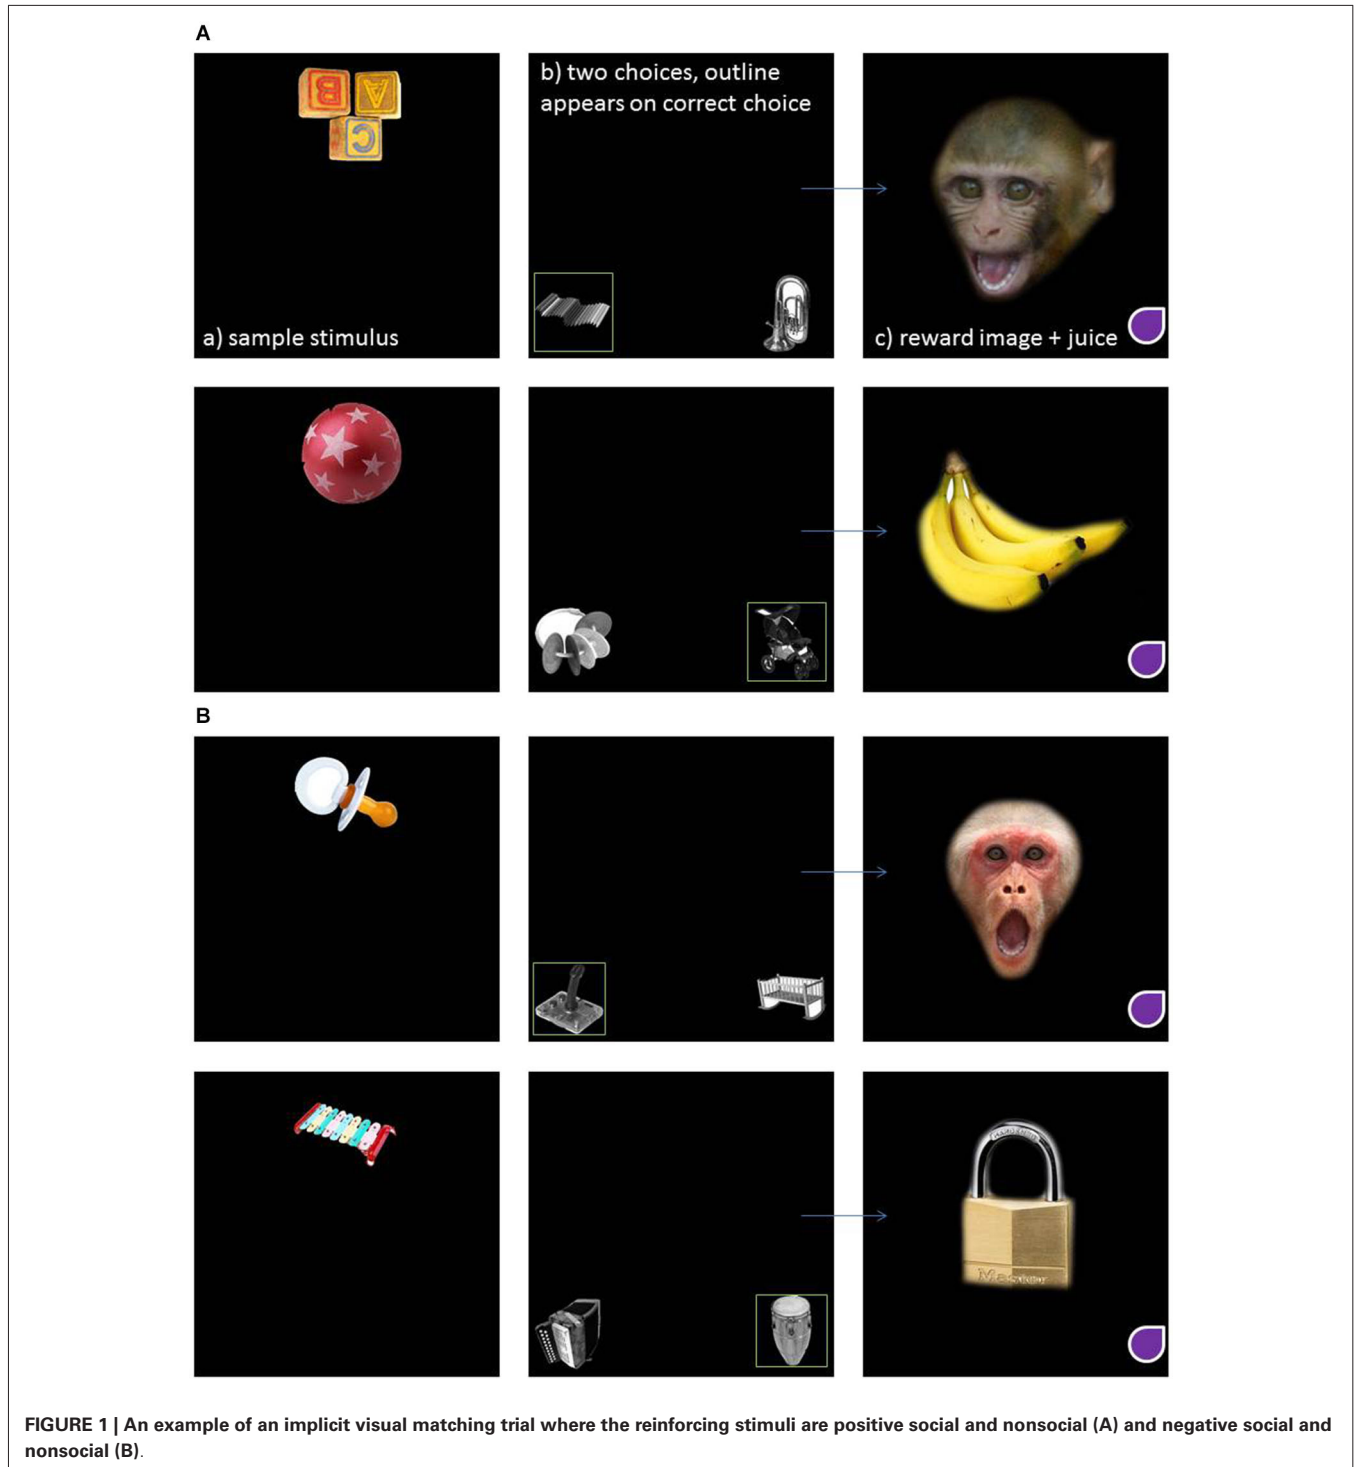 A
B A
C
b) two choices, outline
appears on correct choice
a) sample stimulus
c) reward image + juice
B
FIGURE 1 | An example of an implicit visual matching trial where the reinforcing stimuli are positive social and nonsocial (A) and negative social and
nonsocial (B).